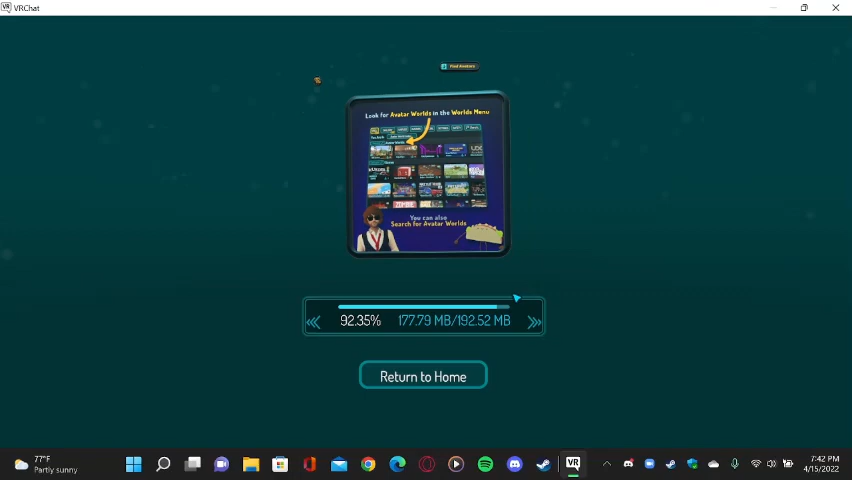 VRChat
Find Avatars
Look for Avatar Worlds in the Worlds Menu
You can also
Search for Avatar Worlds
92.35% 177.79 MB/192.52 MB
Return to Home
77°F
Partly sunny
VR
7:42 PM
4/15/2022